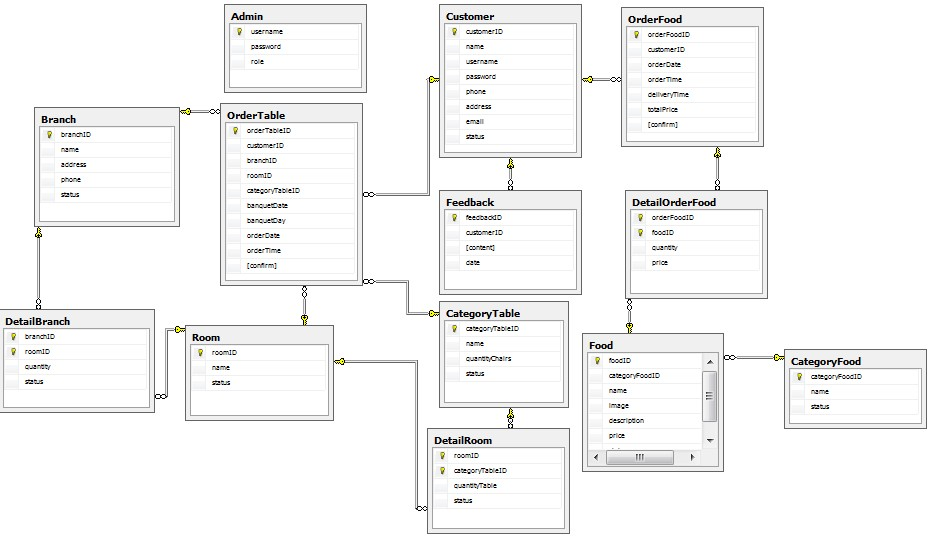 Admin
username
password
role
Customer
customerID
name
username
password
phone
address
email
status
OrderFood
orderFoodID
customerID
orderDate
orderTime
deliveryTime
totalPrice
[confirm]
Branch
branchID
name
address
phone
status
OrderTable
orderTableID
customerID
branchID
roomID
categoryTableID
banquetDate
banquetDay
orderDate
orderTime
[confirm]
Feedback
feedbackID
customerID
[content]
date
DetailOrderFood
orderFoodID
foodID
quantity
price
DetailBranch
branchID
roomID
quantity
status
Room
roomID
name
status
CategoryTable
categoryTableID
name
quantityChairs
status
Food
foodID
categoryFoodID
name
image
description
price
CategoryFood
categoryFoodID
name
status
DetailRoom
roomID
categoryTableID
quantityTable
status